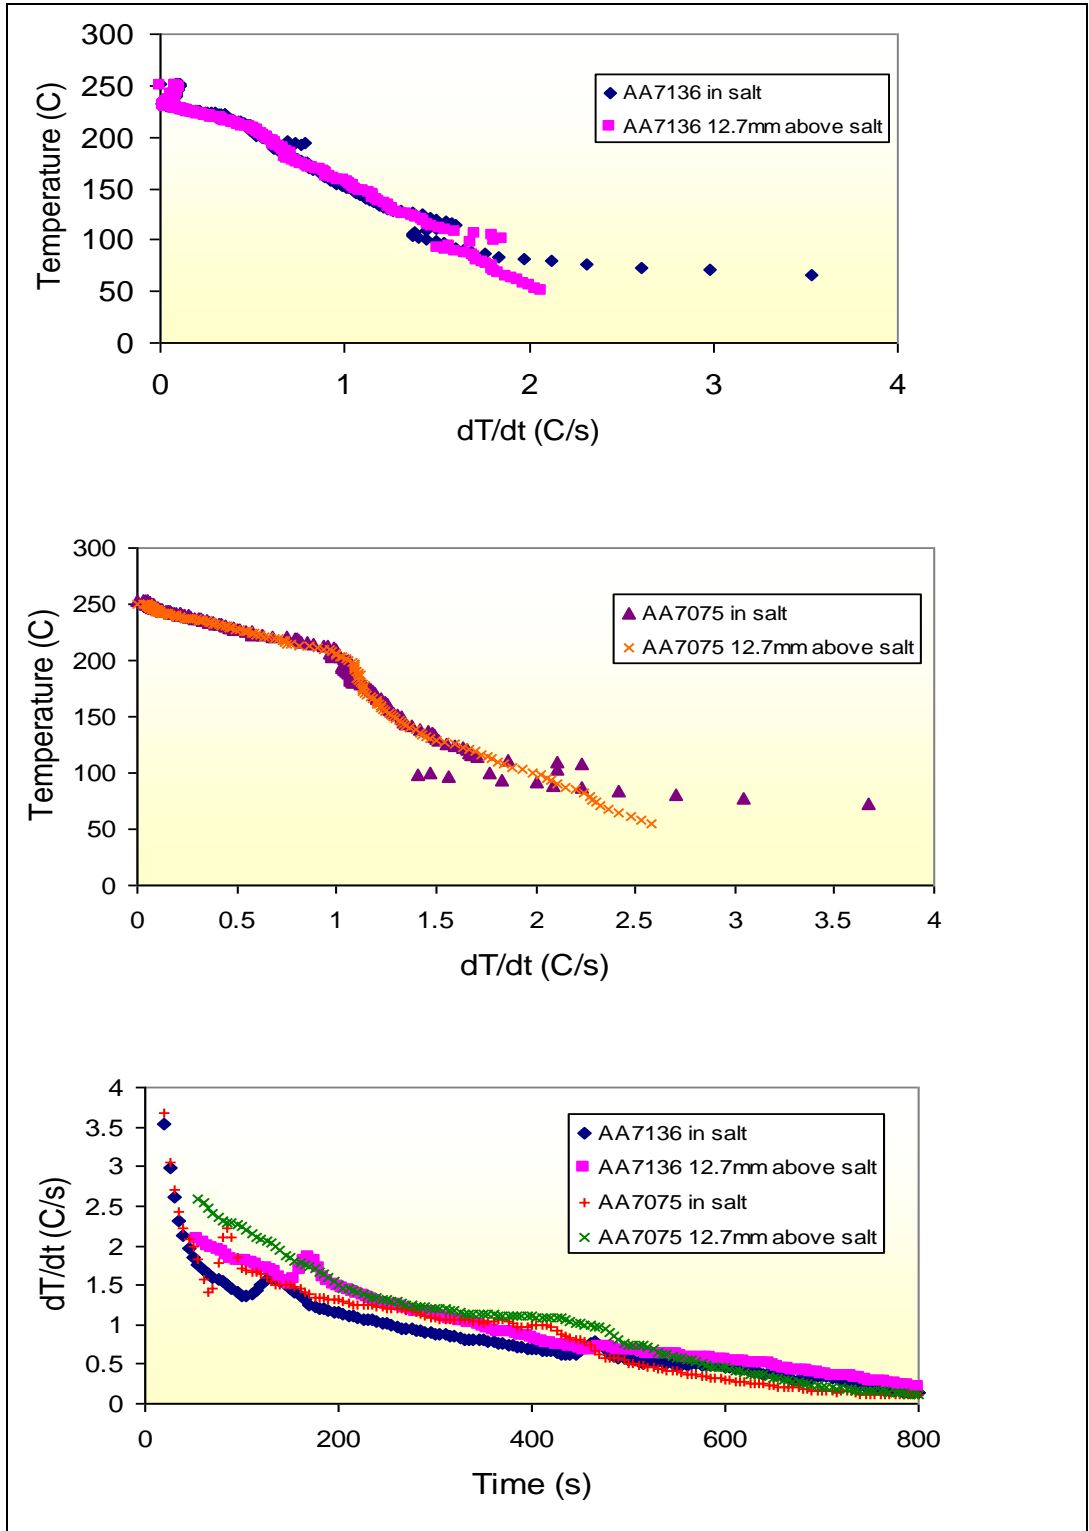 300
250
200
150
100
50
0
Temperature (C)
AA7136 in salt
AA7136 12.7mm above salt
0 1 2 3 4
dT/dt (C/s)
300
250
200
150
100
50
0
Temperature (C)
AA7075 in salt
AA7075 12.7mm above salt
0 0.5 1 1.5 2 2.5 3 3.5 4
dT/dt (C/s)
4
3.5
3
2.5
2
1.5
1
0.5
0
dT/dt (C/s)
AA7136 in salt
AA7136 12.7mm above salt
AA7075 in salt
AA7075 12.7mm above salt
0 200 400 600 800
Time (s)